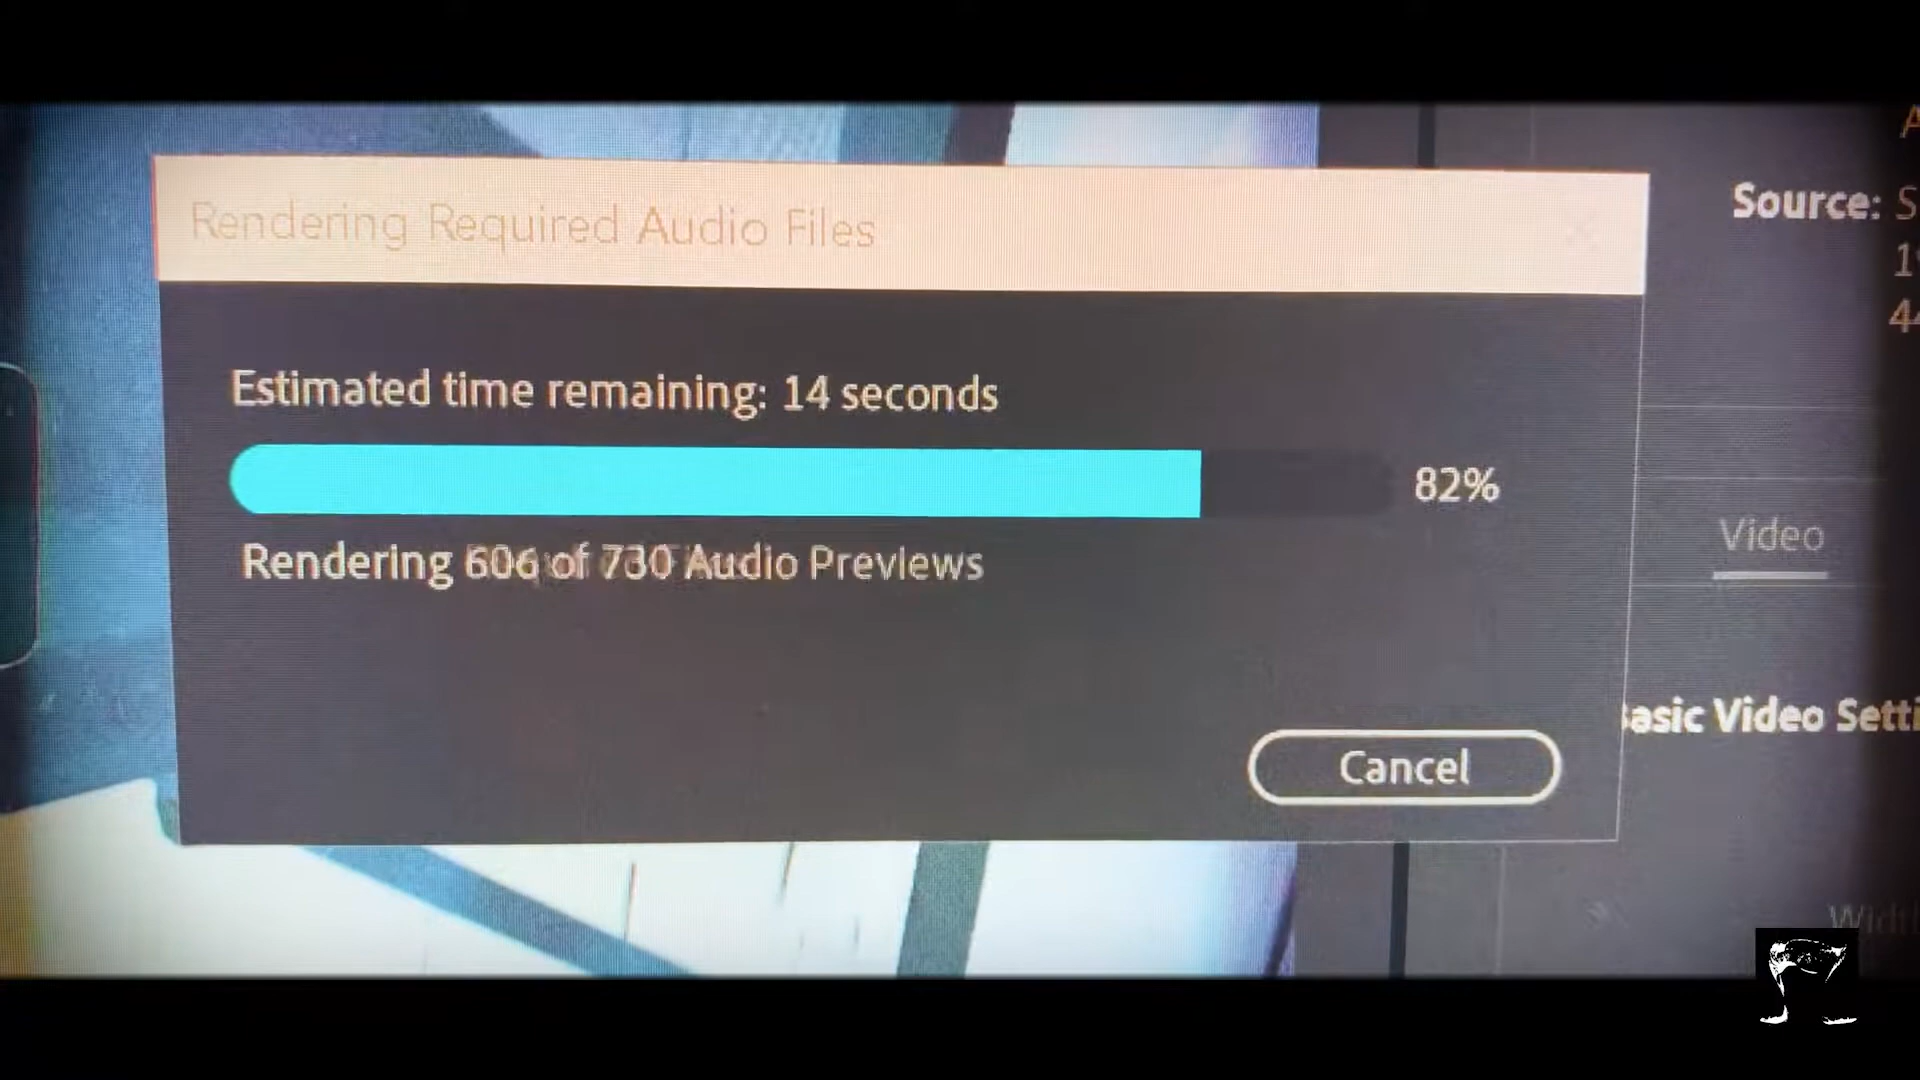 Rendering Required Audio Files
Estimated time remaining: 14 seconds
82%
Rendering 606 of 730 Audio Previews
Cancel
Source:
Video